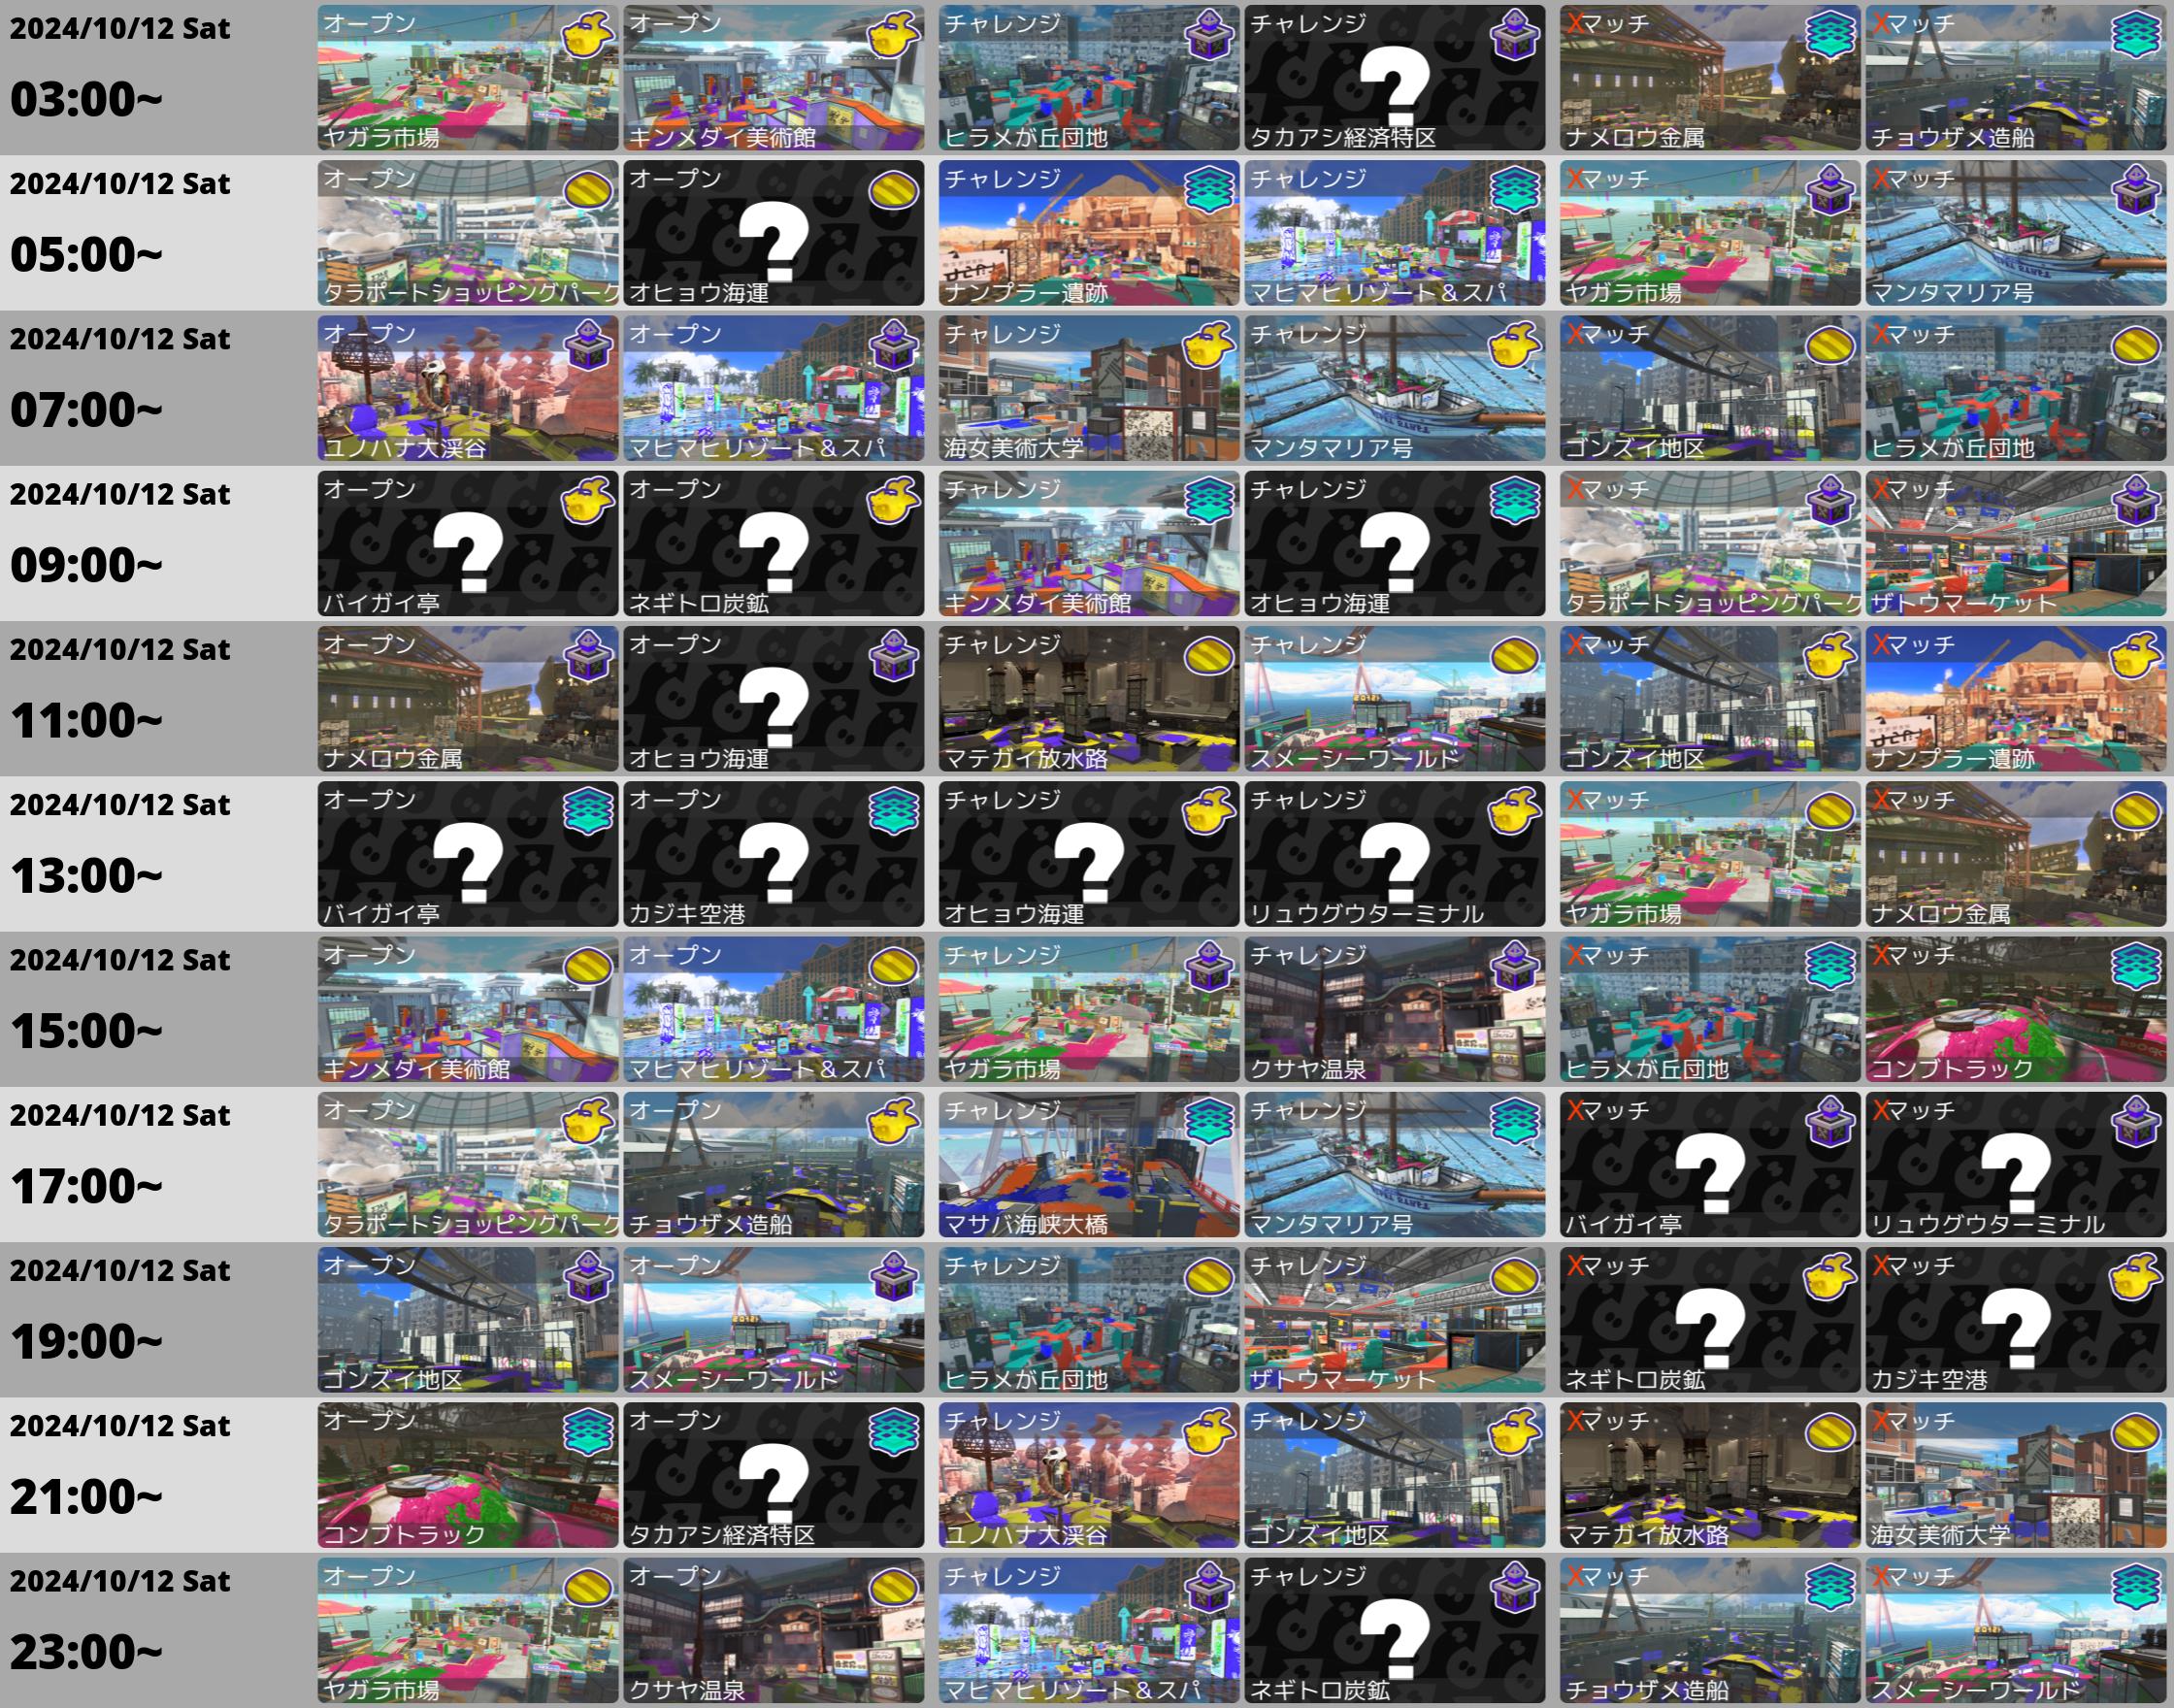 2024/10/12 Sat
03:00~
オープン
ヤガラ市場
オープン
キンメダイ美術館
チャレンジ
ヒラメが丘団地
チャレンジ
?
タカアシ経済特区
Xマッチ
ナメロウ金属
Xマッチ
チョウザメ造船
2024/10/12 Sat
05:00~
オープン
タラポートショッピングパーク
オープン
?
オヒョウ海運
チャレンジ
ナンプラー遺跡
チャレンジ
マヒマヒリゾート＆スパ
Xマッチ
ヤガラ市場
Xマッチ
マンタマリア号
2024/10/12 Sat
07:00~
オープン
ユノハナ大渓谷
オープン
マヒマヒリゾート＆スパ
チャレンジ
海女美術大学
チャレンジ
マンタマリア号
Xマッチ
ゴンズイ地区
Xマッチ
ヒラメが丘団地
2024/10/12 Sat
09:00~
オープン
?
バイガイ亭
オープン
?
ネギトロ炭鉱
チャレンジ
キンメダイ美術館
チャレンジ
?
オヒョウ海運
Xマッチ
タラポートショッピングパーク
Xマッチ
ザトウマーケット
2024/10/12 Sat
11:00~
オープン
ナメロウ金属
オープン
?
オヒョウ海運
チャレンジ
マテガイ放水路
チャレンジ
スメーシーワールド
Xマッチ
ゴンズイ地区
Xマッチ
ナンプラー遺跡
2024/10/12 Sat
13:00~
オープン
?
バイガイ亭
オープン
?
カジキ空港
チャレンジ
?
オヒョウ海運
チャレンジ
?
リュウグウターミナル
Xマッチ
ヤガラ市場
Xマッチ
ナメロウ金属
2024/10/12 Sat
15:00~
オープン
キンメダイ美術館
オープン
マヒマヒリゾート＆スパ
チャレンジ
ヤガラ市場
チャレンジ
クサヤ温泉
Xマッチ
ヒラメが丘団地
Xマッチ
コンブトラック
2024/10/12 Sat
17:00~
オープン
タラポートショッピングパーク
オープン
チョウザメ造船
チャレンジ
マサバ海峡大橋
チャレンジ
マンタマリア号
Xマッチ
?
バイガイ亭
Xマッチ
?
リュウグウターミナル
2024/10/12 Sat
19:00~
オープン
ゴンズイ地区
オープン
スメーシーワールド
チャレンジ
ヒラメが丘団地
チャレンジ
ザトウマーケット
Xマッチ
?
ネギトロ炭鉱
Xマッチ
?
カジキ空港
2024/10/12 Sat
21:00~
オープン
コンブトラック
オープン
?
タカアシ経済特区
チャレンジ
ユノハナ大渓谷
チャレンジ
ゴンズイ地区
Xマッチ
マテガイ放水路
Xマッチ
海女美術大学
2024/10/12 Sat
23:00~
オープン
ヤガラ市場
オープン
クサヤ温泉
チャレンジ
マヒマヒリゾート＆スパ
チャレンジ
?
ネギトロ炭鉱
Xマッチ
チョウザメ造船
Xマッチ
スメーシーワールド